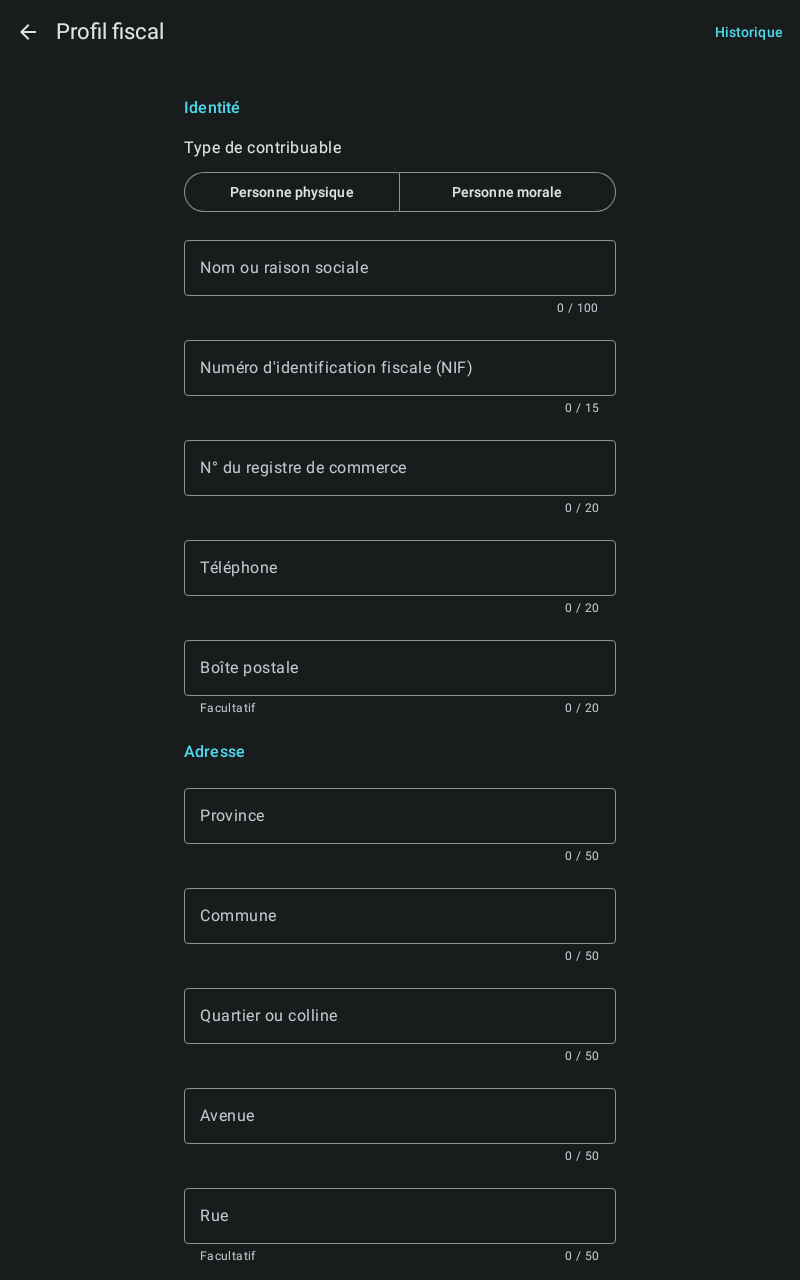 Profil fiscal
Historique
Identité
Type de contribuable
Personne physique
Personne morale
Nom ou raison sociale
0 / 100
Numéro d'identification fiscale (NIF)
0 / 15
N° du registre de commerce
0 / 20
Téléphone
0 / 20
Boîte postale
Facultatif
0 / 20
Adresse
Province
0 / 50
Commune
0 / 50
Quartier ou colline
0 / 50
Avenue
0 / 50
Rue
Facultatif
0 / 50